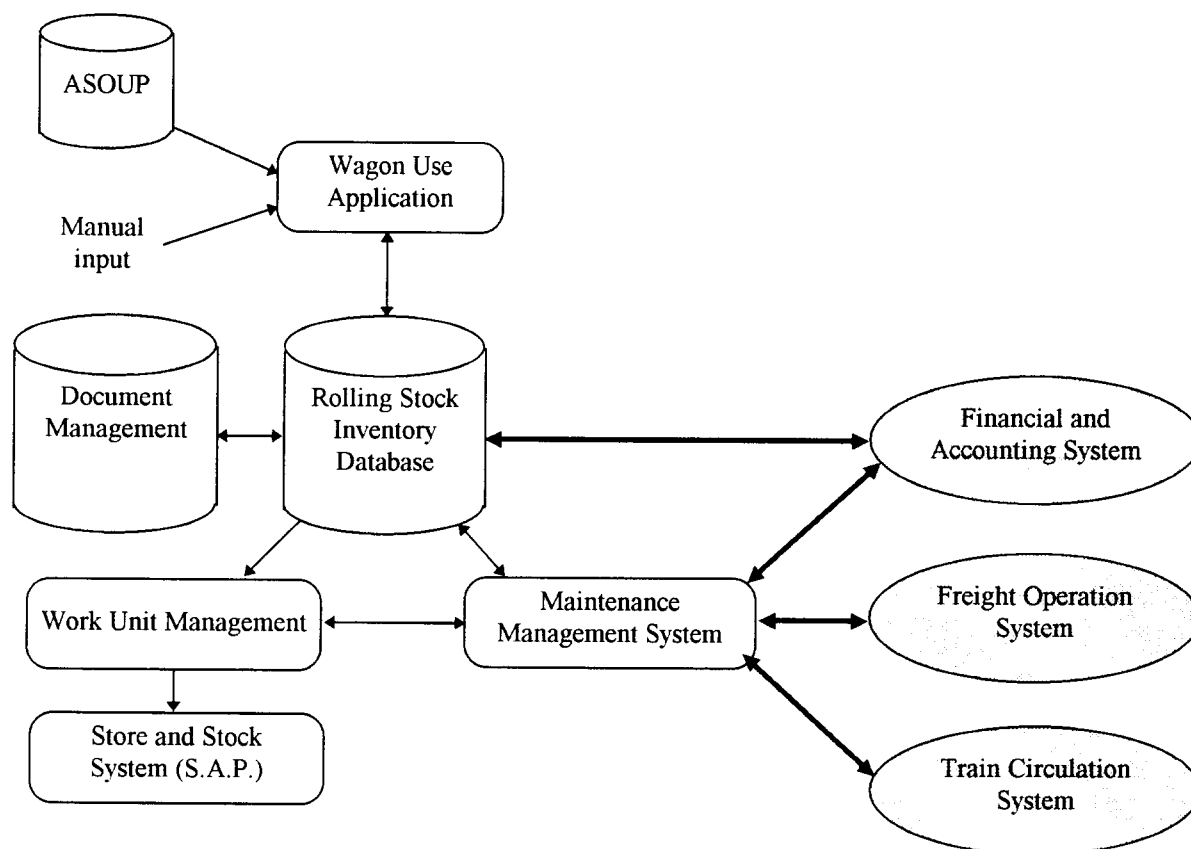 ASOUP
Wagon Use
Application
Manual
input
Document
Management
Rolling Stock
Inventory
Database
Financial and
Accounting System
Work Unit Management
Maintenance
Management System
Freight Operation
System
Store and Stock
System (S.A.P.)
Train Circulation
System